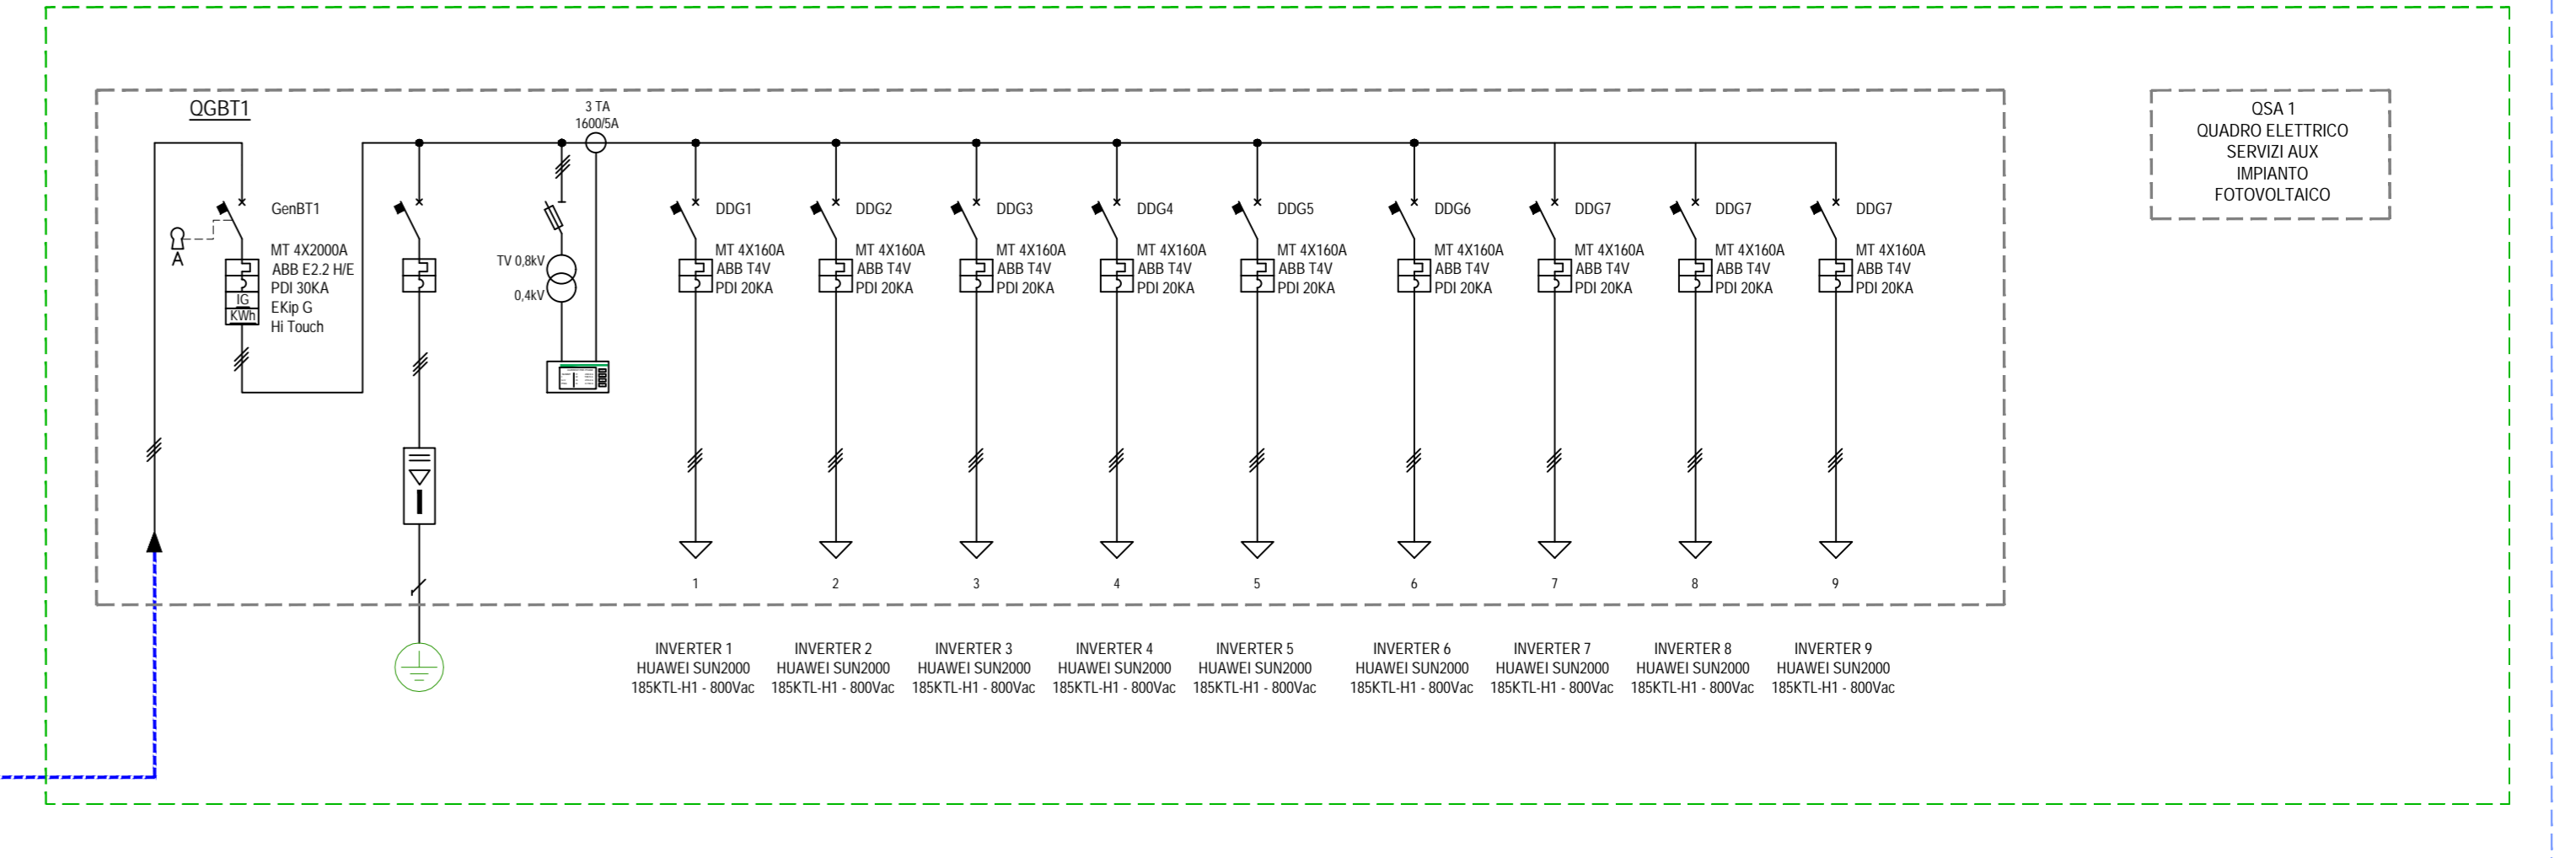 QGBT1
3 TA
1600/5A
QSA 1
QUADRO ELETTRICO
SERVIZI AUX
IMPIANTO
FOTOVOLTAICO
A
GenBT1
MT 4X2000A
ABB E2.2 H/E
PDI 30KA
EKip G
Hi Touch
IG
KWh
TV 0,8kV
0,4kV
DDG1
MT 4X160A
ABB T4V
PDI 20KA
DDG2
MT 4X160A
ABB T4V
PDI 20KA
DDG3
MT 4X160A
ABB T4V
PDI 20KA
DDG4
MT 4X160A
ABB T4V
PDI 20KA
DDG5
MT 4X160A
ABB T4V
PDI 20KA
DDG6
MT 4X160A
ABB T4V
PDI 20KA
DDG7
MT 4X160A
ABB T4V
PDI 20KA
DDG7
MT 4X160A
ABB T4V
PDI 20KA
DDG7
MT 4X160A
ABB T4V
PDI 20KA
1
2
3
4
5
6
7
8
9
INVERTER 1
HUAWEI SUN2000
185KTL-H1 - 800Vac
INVERTER 2
HUAWEI SUN2000
185KTL-H1 - 800Vac
INVERTER 3
HUAWEI SUN2000
185KTL-H1 - 800Vac
INVERTER 4
HUAWEI SUN2000
185KTL-H1 - 800Vac
INVERTER 5
HUAWEI SUN2000
185KTL-H1 - 800Vac
INVERTER 6
HUAWEI SUN2000
185KTL-H1 - 800Vac
INVERTER 7
HUAWEI SUN2000
185KTL-H1 - 800Vac
INVERTER 8
HUAWEI SUN2000
185KTL-H1 - 800Vac
INVERTER 9
HUAWEI SUN2000
185KTL-H1 - 800Vac